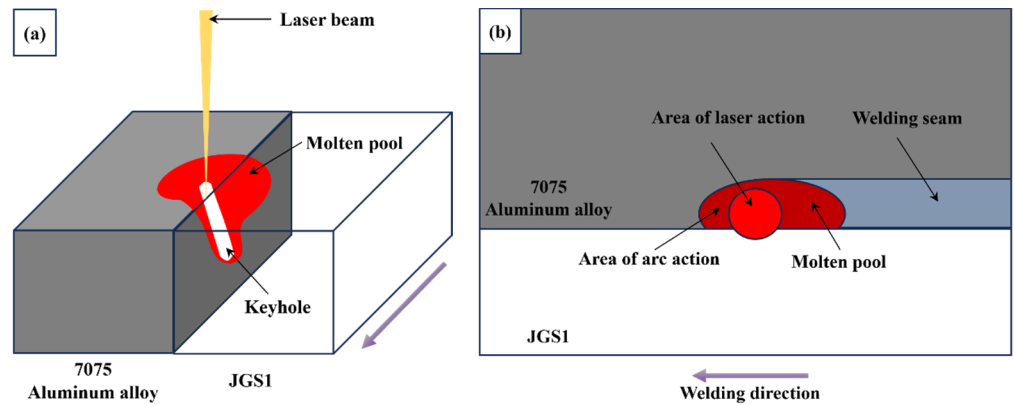 (a)
Laser beam
Molten pool
Keyhole
7075
Aluminum alloy
JGS1
(b)
Area of laser action
Welding seam
7075
Aluminum alloy
Area of arc action
Molten pool
JGS1
Welding direction